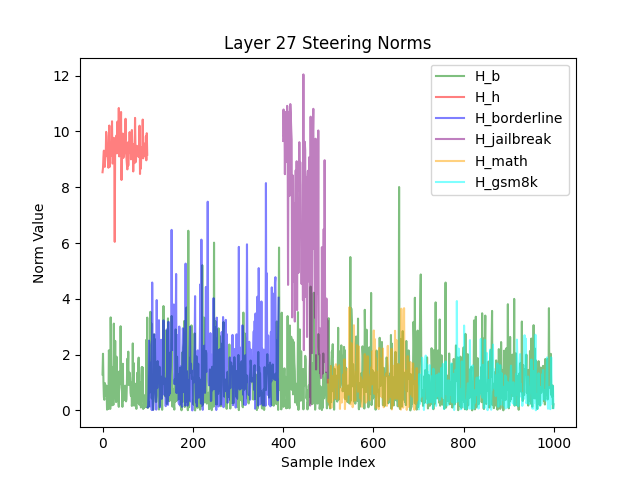 Layer 27 Steering Norms
Norm Value
12
10
8
6
4
2
0
0 200 400 600 800 1000
Sample Index
H_b
H_h
H_borderline
H_jailbreak
H_math
H_gsm8k